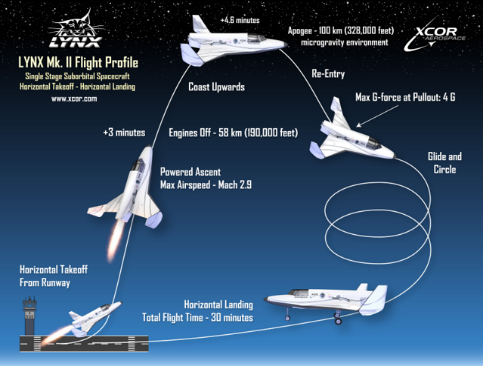 LYNX
LYNX Mk. II Flight Profile
Single Stage Suborbital Spacecraft
Horizontal Takeoff - Horizontal Landing
www.xcor.com
+4.6 minutes
Apogee - 100 km (328,000 feet)
microgravity environment
XCOR
AEROSPACE
Coast Upwards
Re-Entry
Max G-force at Pullout: 4 G
+3 minutes
Engines Off - 58 km (190,000 feet)
Glide and
Circle
Powered Ascent
Max Airspeed - Mach 2.9
Horizontal Takeoff
From Runway
Horizontal Landing
Total Flight Time - 30 minutes